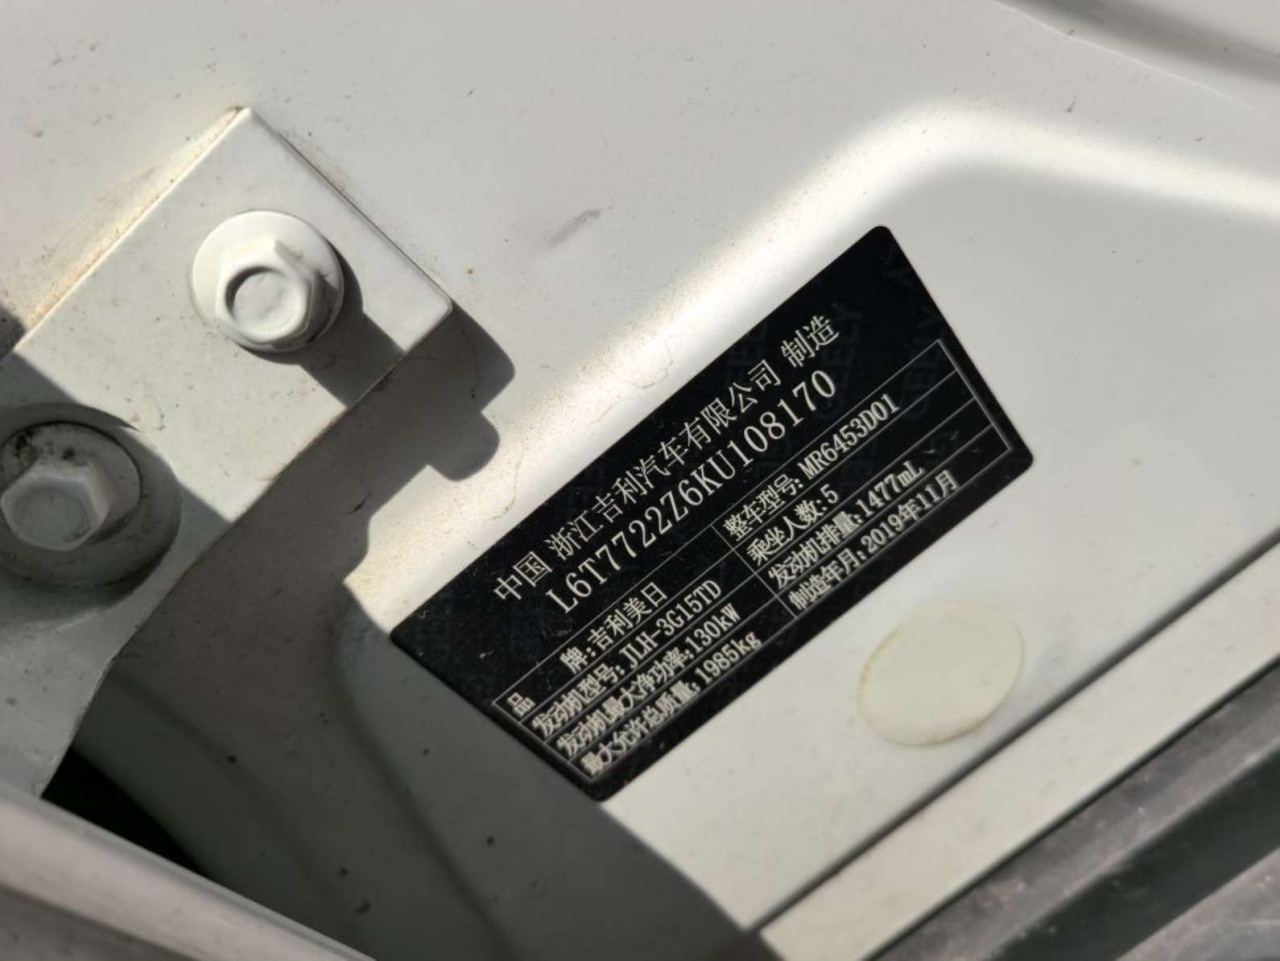 中国 浙江吉利汽车有限公司 制造
L6T7722Z6KU108170
品 牌:吉利美日
整车型号:MR6453D01
发动机型号:JLH-3G15TD
乘坐人数:5
发动机最大净功率:130kW
发动机排量:1477mL
最大允许总质量:1985kg
制造年月:2019年11月